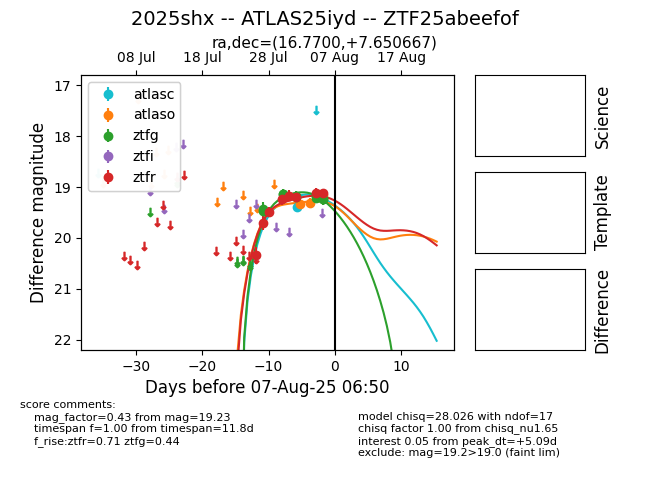 2025shx -- ATLAS25iyd -- ZTF25abeefof
ra,dec=(16.7700,+7.650667)
08 Jul 18 Jul 28 Jul 07 Aug 17 Aug
atlasc
atlaso
ztfg
ztfi
ztfr
17
18
19
20
21
22
Difference magnitude
−30 −20 −10 0 10
Days before 07-Aug-25 06:50
Science
Template
Difference
score comments:
mag_factor=0.43 from mag=19.23
timespan f=1.00 from timespan=11.8d
f_rise:ztfr=0.71 ztfg=0.44
model chisq=28.026 with ndof=17
chisq factor 1.00 from chisq_nu1.65
interest 0.05 from peak_dt=+5.09d
exclude: mag=19.2>19.0 (faint lim)